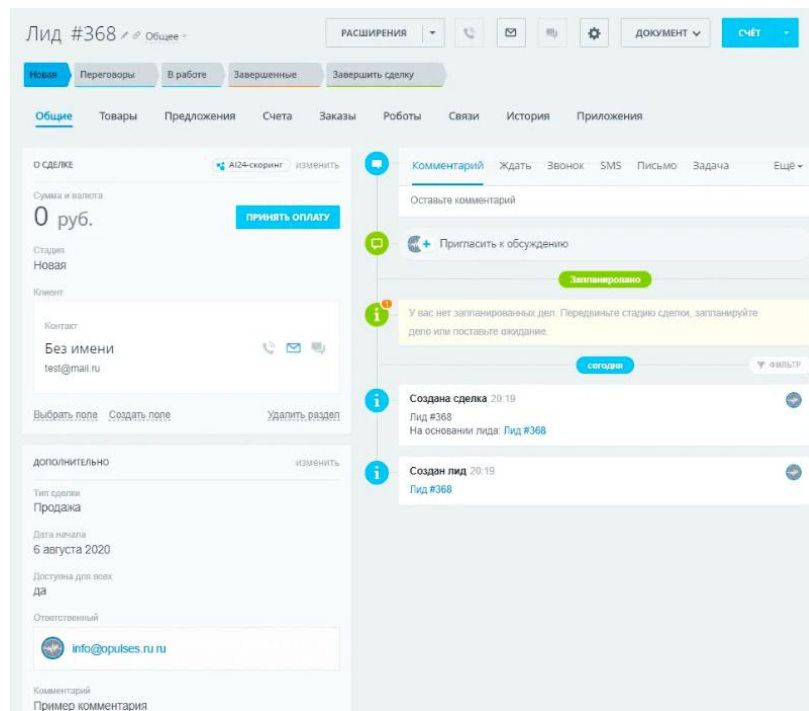 Лид #368 Общее
РАСШИРЕНИЯ
ДОКУМЕНТ
СЧЁТ
Новая
Переговоры
В работе
Завершенные
Завершить сделку
Общие
Товары
Предложения
Счета
Заказы
Роботы
Связи
История
Приложения
О СДЕЛКЕ
AI24-скоринг
ИЗМЕНИТЬ
Сумма и валюта
0 руб.
ПРИНЯТЬ ОПЛАТУ
Стадия
Новая
Клиент
Контакт
Без имени
test@mail.ru
Выбрать поле
Создать поле
Удалить раздел
ДОПОЛНИТЕЛЬНО
ИЗМЕНИТЬ
Тип сделки
Продажа
Дата начала
6 августа 2020
Доступна для всех
да
Ответственный
info@opulses.ru ru
Комментарий
Пример комментария
Комментарий
Ждать
Звонок
SMS
Письмо
Задача
Ещё
Оставьте комментарий
Пригласить к обсуждению
Запланировано
1
У вас нет запланированных дел. Передвиньте стадию сделки, запланируйте
дело или поставьте ожидание.
сегодня
ФИЛЬТР
Создана сделка 20:19
Лид #368
На основании лида: Лид #368
Создан лид 20:19
Лид #368